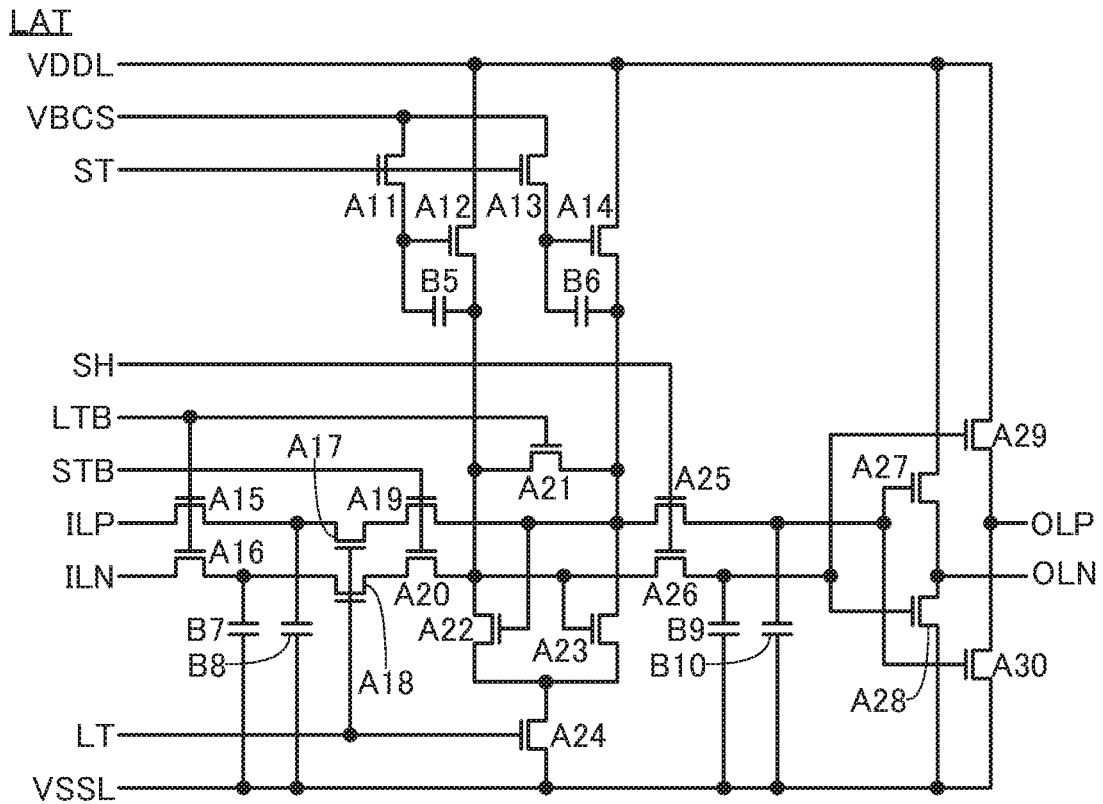 LAT
VDDL
VBCS
ST
A11 A12 A13 A14
B5 B6
SH
LTB
A17 A29
STB A21 A25 A27
A15 A19
ILP OLP
A16
ILN OLN
A20 A26
A22 A23
B7 B9
B8 B10 A30
A18 A28
LT A24
VSSL